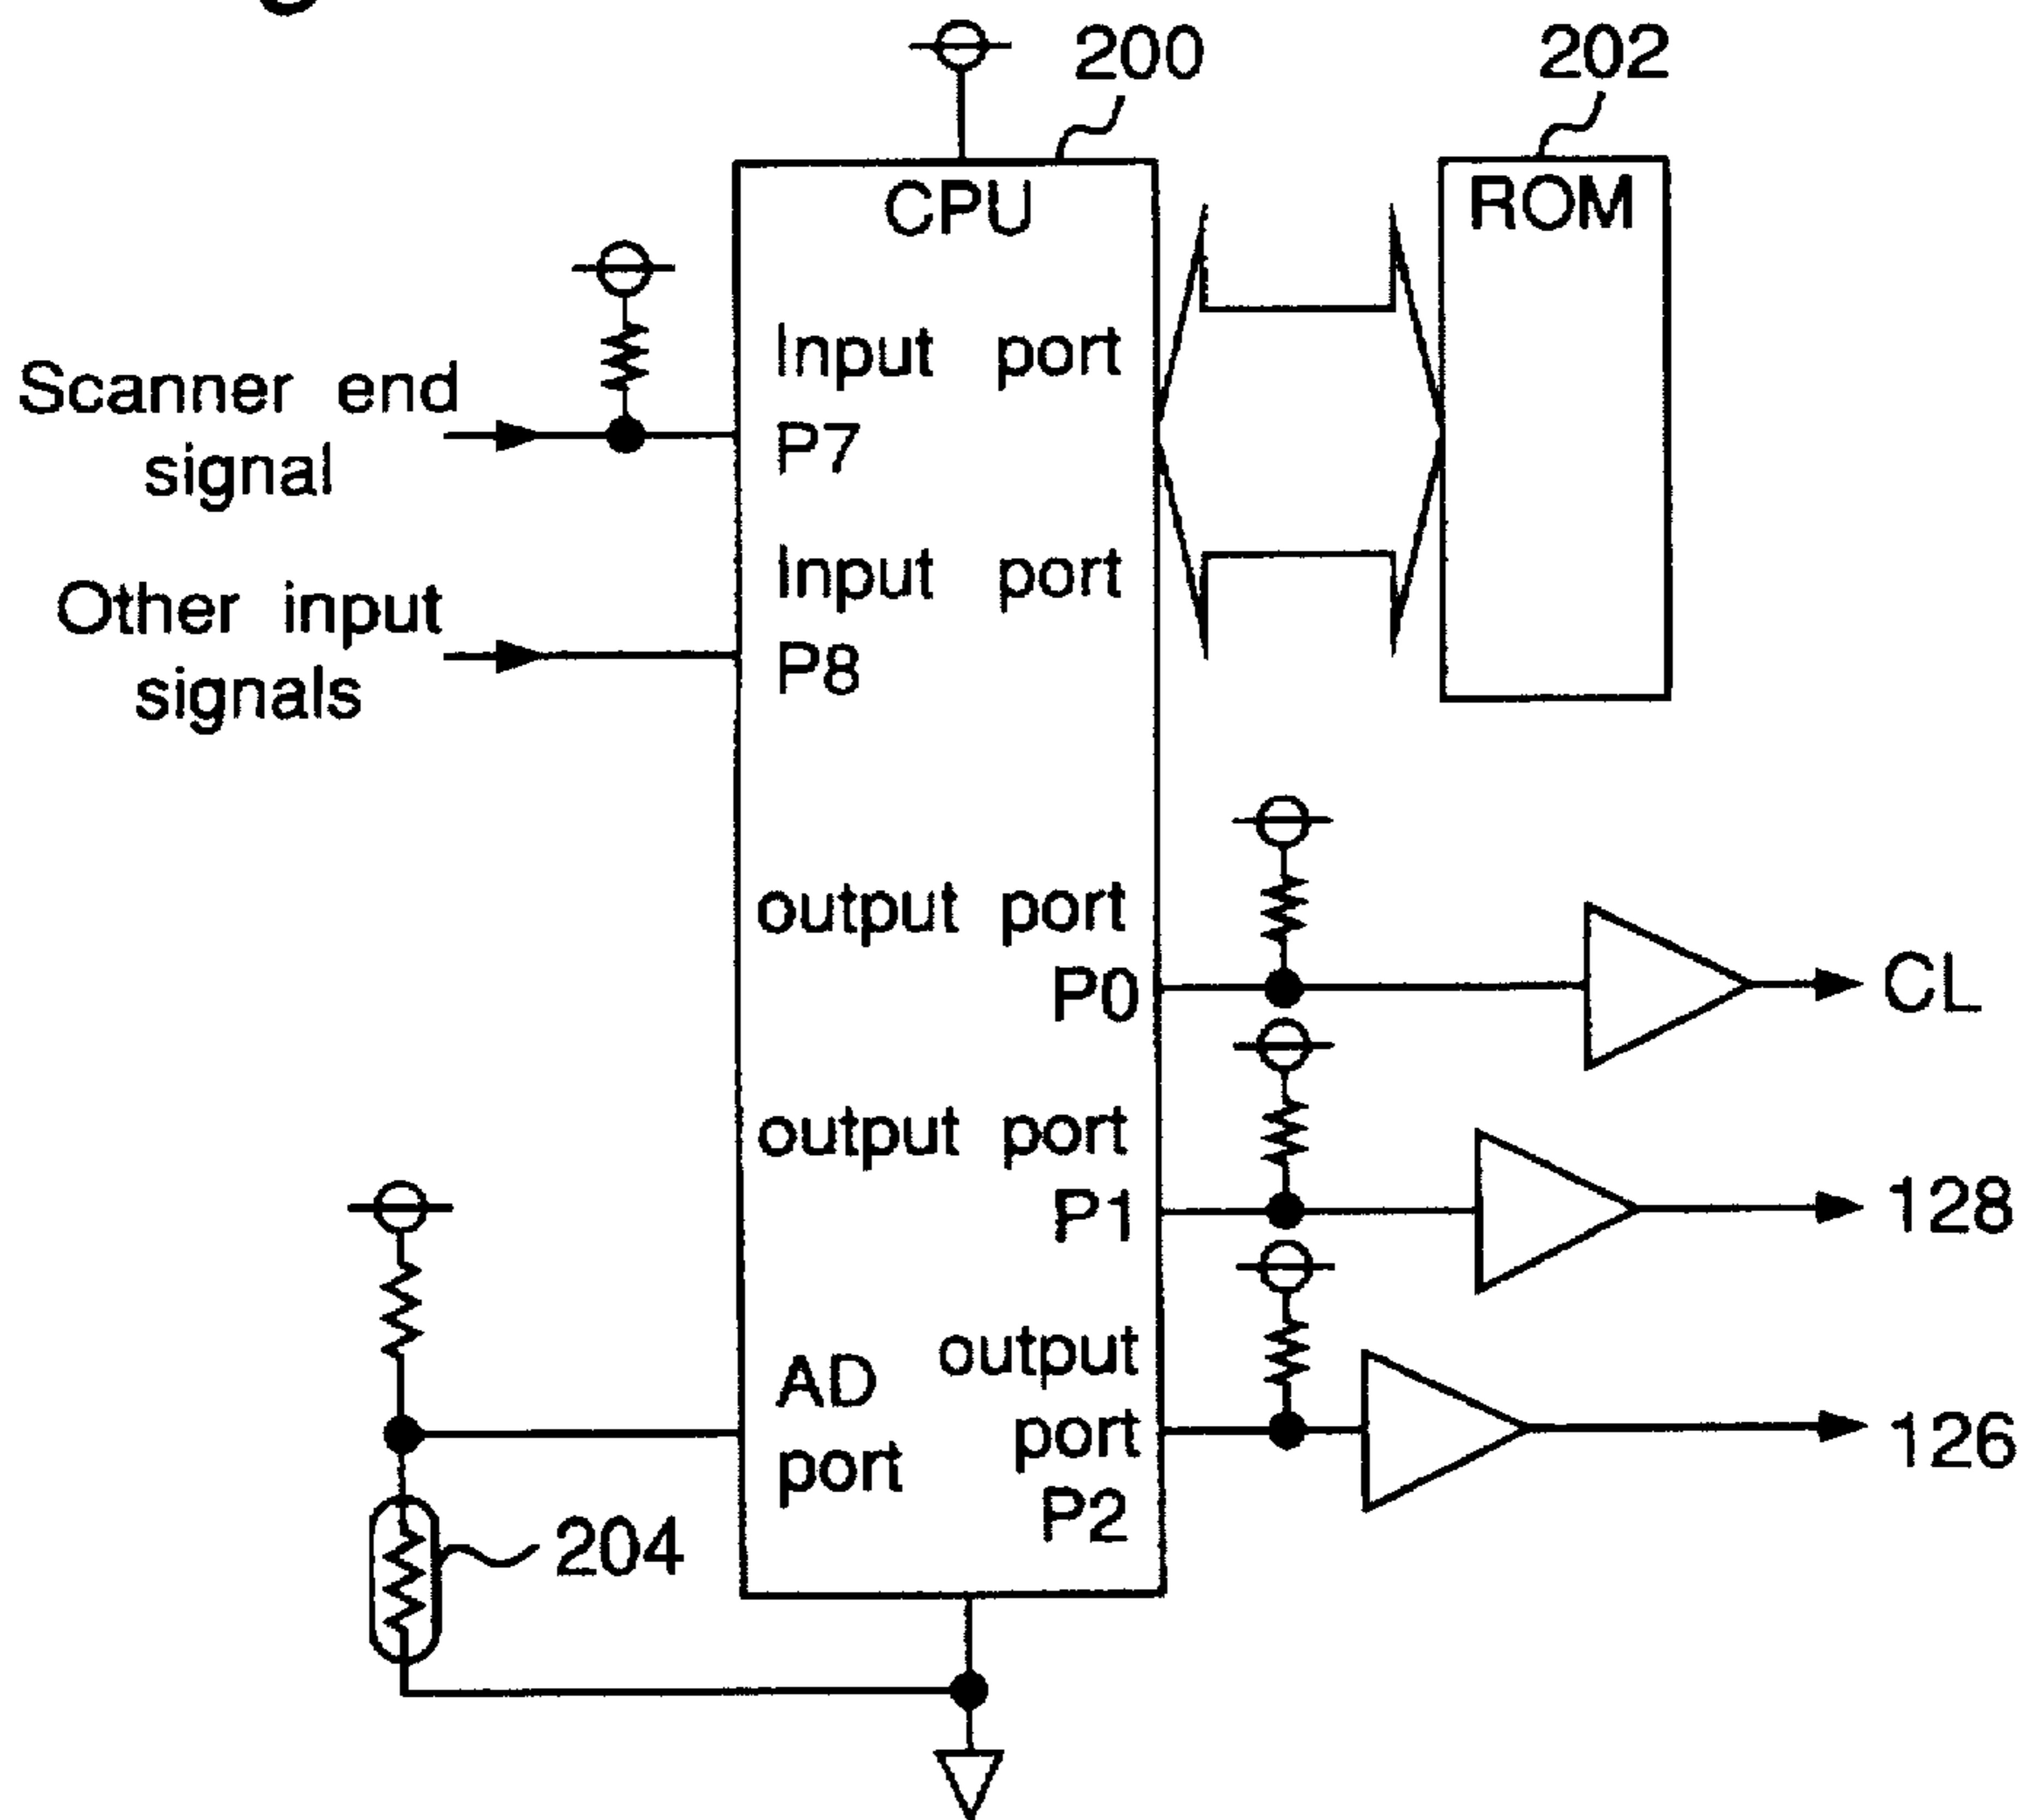 200
202
CPU
ROM
Input port
P7
Scanner end
signal
Input port
P8
Other input
signals
output port
P0
CL
output port
P1
128
AD
port
output
port
P2
126
204